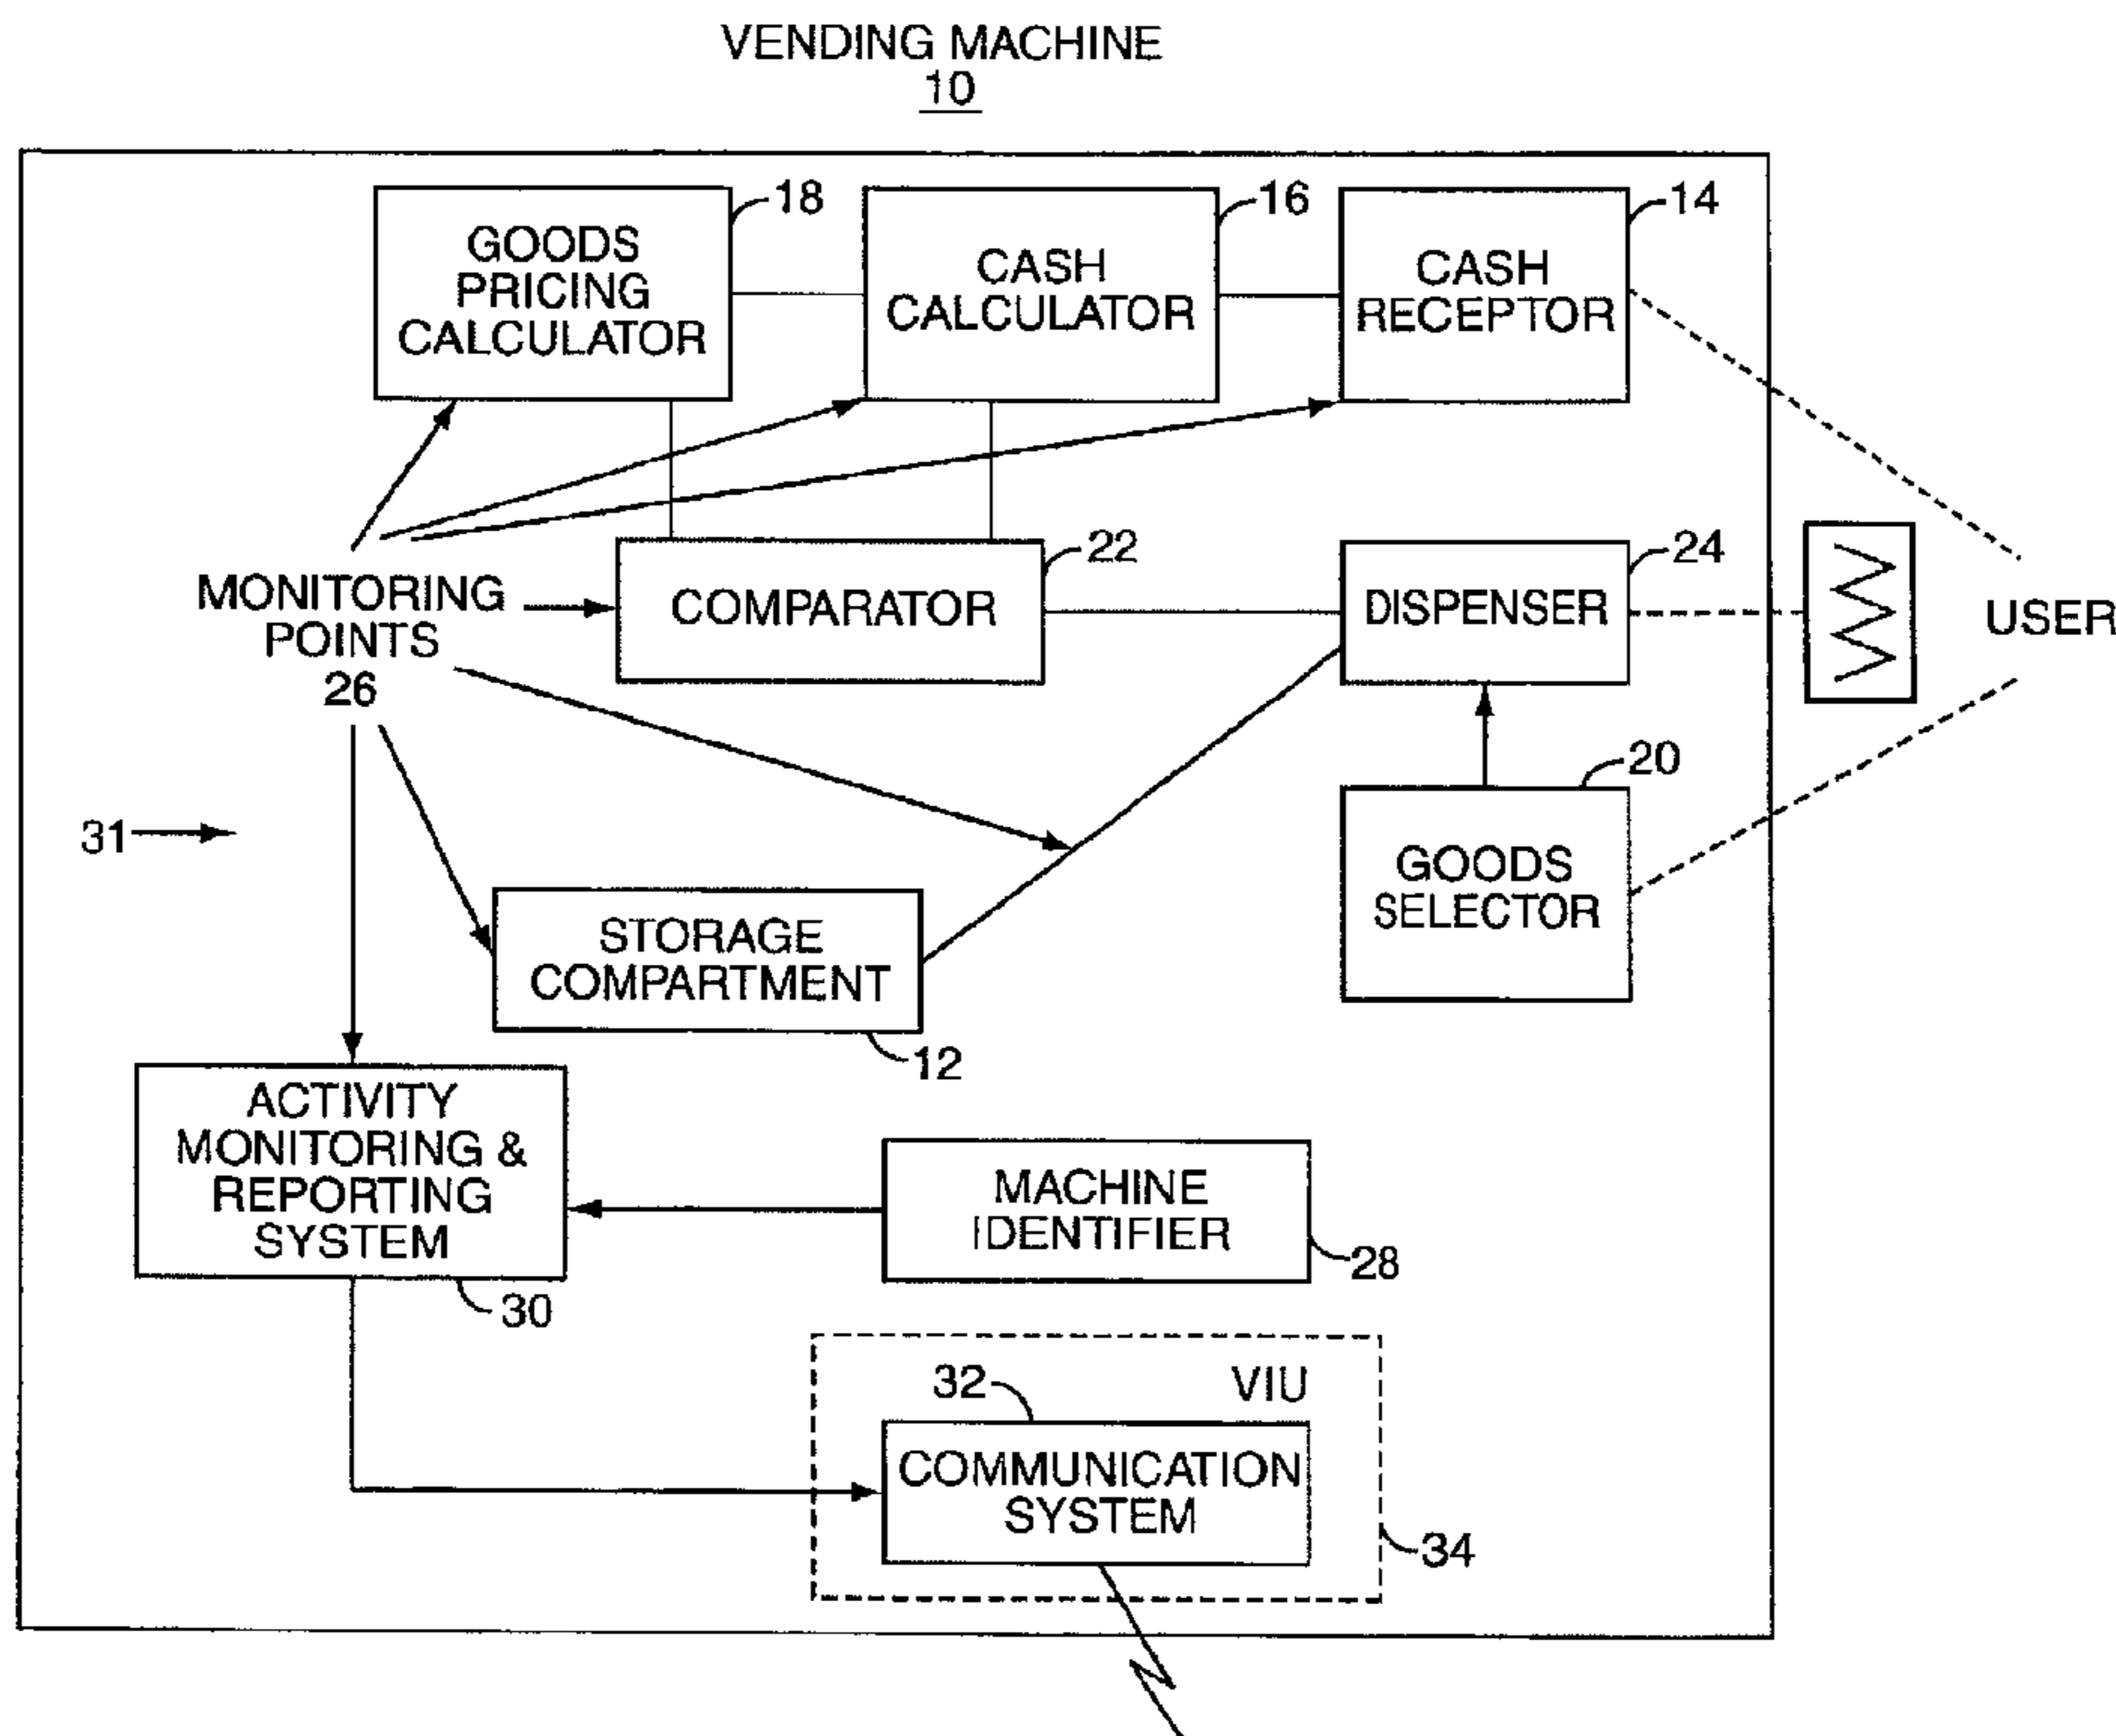 VENDING MACHINE
10
18
16
14
GOODS
PRICING
CALCULATOR
CASH
CALCULATOR
CASH
RECEPTOR
22
24
MONITORING
POINTS
26
COMPARATOR
DISPENSER
USER
20
31
GOODS
SELECTOR
STORAGE
COMPARTMENT
12
ACTIVITY
MONITORING &
REPORTING
SYSTEM
30
MACHINE
IDENTIFIER
28
32
VIU
COMMUNICATION
SYSTEM
34